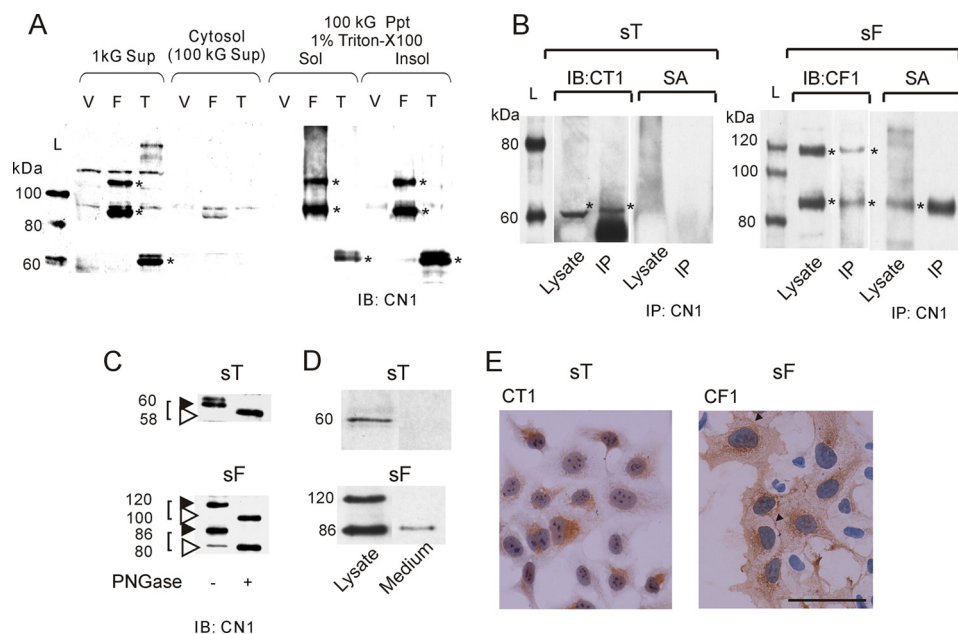 A
100 kG Ppt
Cytosol 1% Triton-X100
1kG Sup (100 kG Sup) Sol Insol
V F T V F T V F T V F T
L
kDa
100
80
60
* * * * * * * *
IB: CN1
B
sT
IB:CT1 SA
L
kDa
80
60
* *
Lysate IP Lysate IP
IP: CN1
sF
IB:CF1 SA
L
kDa
120
100
80
* * * * *
Lysate IP Lysate IP
IP: CN1
C
sT
60
58
sF
120
100
86
80
PNGase - +
IB: CN1
D
sT
60
sF
120
86
Lysate Medium
E
sT sF
CT1 CF1